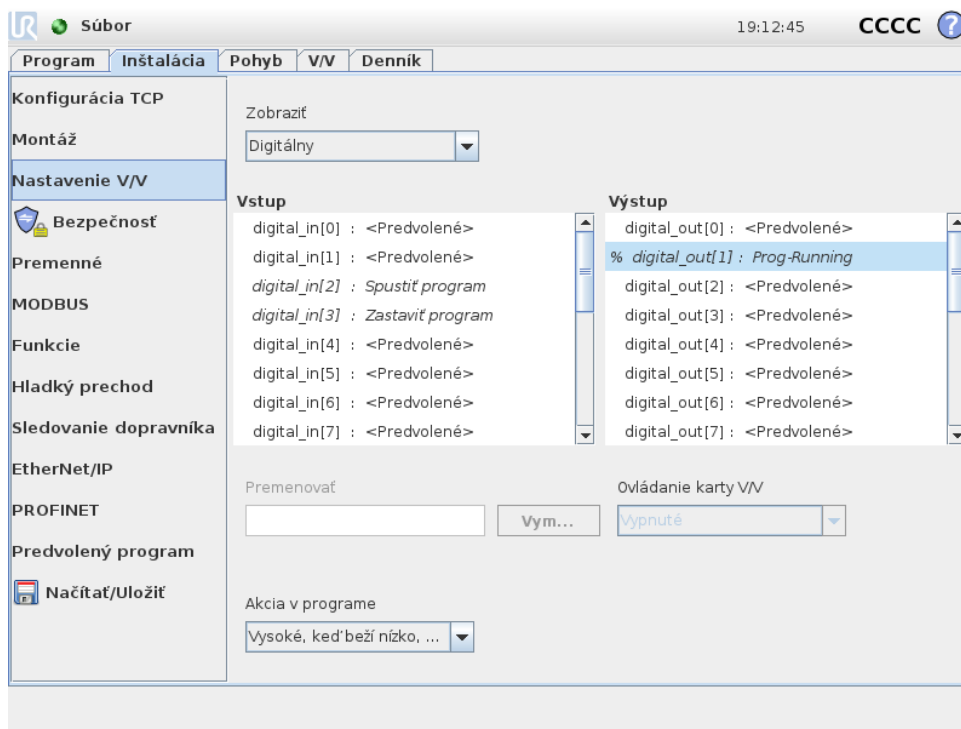 UR Súbor 19:12:45 CCCC ?
Program Inštalácia Pohyb V/V Denník
Konfigurácia TCP
Montáž
Nastavenie V/V
Bezpečnosť
Premenné
MODBUS
Funkcie
Hladký prechod
Sledovanie dopravníka
EtherNet/IP
PROFINET
Predvolený program
Načítať/Uložiť
Zobraziť
Digitálny
Vstup
digital_in[0] : <Predvolené>
digital_in[1] : <Predvolené>
digital_in[2] : Spustiť program
digital_in[3] : Zastaviť program
digital_in[4] : <Predvolené>
digital_in[5] : <Predvolené>
digital_in[6] : <Predvolené>
digital_in[7] : <Predvolené>
Výstup
digital_out[0] : <Predvolené>
% digital_out[1] : Prog-Running
digital_out[2] : <Predvolené>
digital_out[3] : <Predvolené>
digital_out[4] : <Predvolené>
digital_out[5] : <Predvolené>
digital_out[6] : <Predvolené>
digital_out[7] : <Predvolené>
Premenovať
Vym...
Ovládanie karty V/V
Vypnuté
Akcia v programe
Vysoké, keď beží nízko, ...